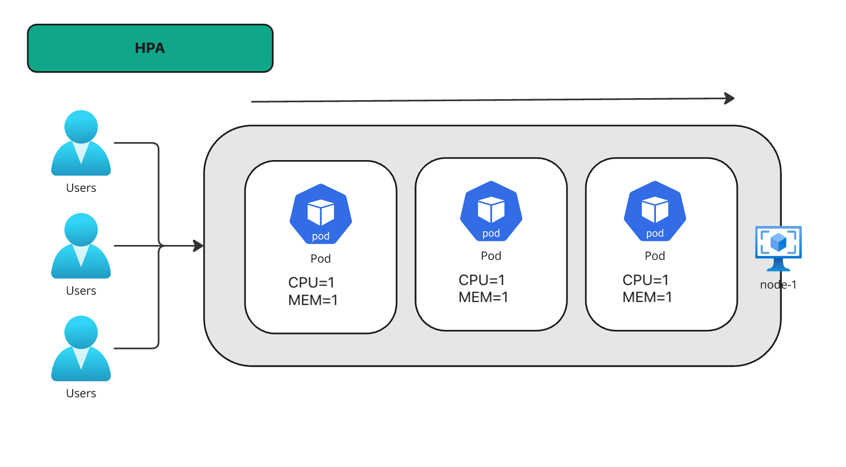 HPA
Users
Users
Users
pod
Pod
CPU=1
MEM=1
pod
Pod
CPU=1
MEM=1
pod
Pod
CPU=1
MEM=1
node-1